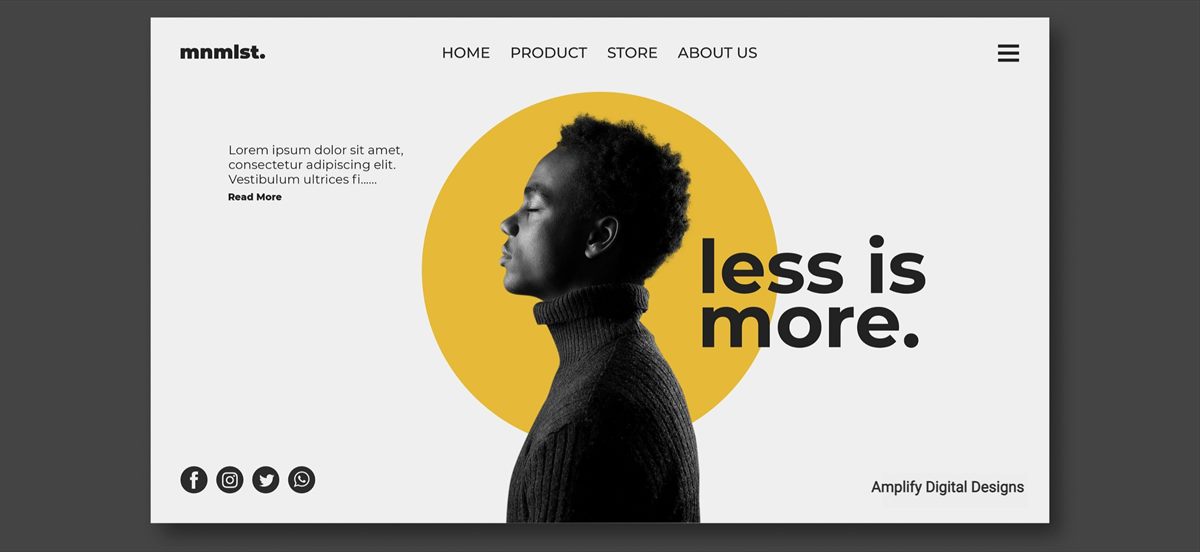 mnmlst.
HOME PRODUCT STORE ABOUT US
Lorem ipsum dolor sit amet,
consectetur adipiscing elit.
Vestibulum ultrices fi......
Read More
less is
more.
Amplify Digital Designs